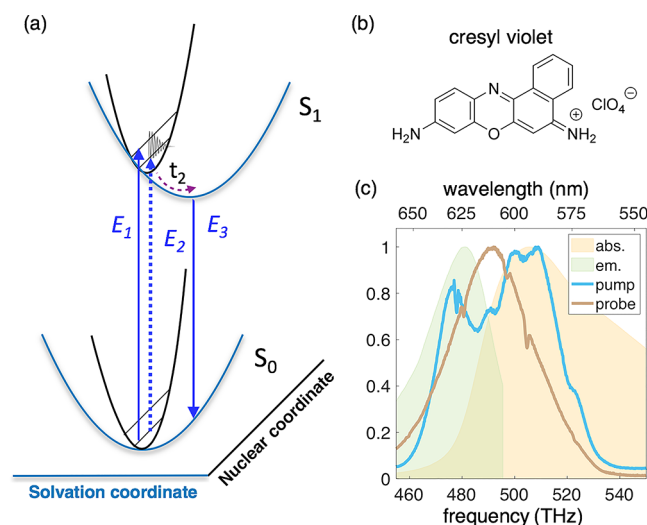 (a)
S₁
t₂
E₁
E₂
E₃
S₀
Nuclear coordinate
Solvation coordinate
(b)
cresyl violet
N
O
H₂N
NH₂
+
ClO₄⊖
(c)
wavelength (nm)
650 625 600 575 550
abs.
em.
pump
probe
1
0.8
0.6
0.4
0.2
0
460 480 500 520 540
frequency (THz)